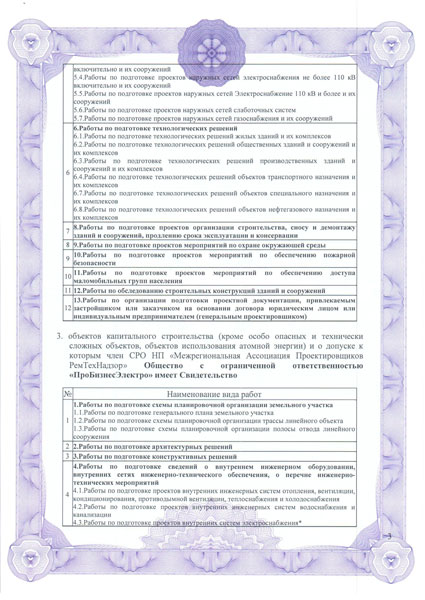 включительно и их сооружений
5.4.Работы по подготовке проектов наружных сетей электроснабжение не более 110 кВ
включительно и их сооружений
5.5.Работы по подготовке проектов наружных сетей Электроснабжение 110 кВ и более и их
сооружений
5.6.Работы по подготовке проектов наружных сетей слаботочных систем
5.7.Работы по подготовке проектов наружных сетей газоснабжения и их сооружений
6
6.Работы по подготовке технологических решений
6.1.Работы по подготовке технологических решений жилых зданий и их комплексов
6.2.Работы по подготовке технологических решений общественных зданий и сооружений и
их комплексов
6.3.Работы по подготовке технологических решений производственных зданий и
сооружений и их комплексов
6.4.Работы по подготовке технологических решений объектов транспортного назначения и
их комплексов
6.7.Работы по подготовке технологических решений объектов специального назначения и
их комплексов
6.8.Работы по подготовке технологических решений объектов нефтегазового назначения и
их комплексов
7
8.Работы по подготовке проектов организации строительства, сносу и демонтажу
зданий и сооружений, продлению срока эксплуатации и консервации
8 9.Работы по подготовке проектов мероприятий по охране окружающей среды
9
10.Работы по подготовке проектов мероприятий по обеспечению пожарной
безопасности
10
11.Работы по подготовке проектов мероприятий по обеспечению доступа
маломобильных групп населения
11 12.Работы по обследованию строительных конструкций зданий и сооружений
12
13.Работы по организации подготовки проектной документации, привлекаемым
застройщиком или заказчиком на основании договора юридическим лицом или
индивидуальным предпринимателем (генеральным проектировщиком)
3. объектов капитального строительства (кроме особо опасных и технически
сложных объектов, объектов использования атомной энергии) и о допуске к
которым член СРО НП «Межрегиональная Ассоциация Проектировщиков
РемТехНадзор» Общество с ограниченной ответственностью
«ПроБизнесЭлектро» имеет Свидетельство
№ Наименование вида работ
1
1.Работы по подготовке схемы планировочной организации земельного участка
1.1.Работы по подготовке генерального плана земельного участка
1.2.Работы по подготовке схемы планировочной организации трассы линейного объекта
1.3.Работы по подготовке схемы планировочной организации полосы отвода линейного
сооружения
2 2.Работы по подготовке архитектурных решений
3 3.Работы по подготовке конструктивных решений
4
4.Работы по подготовке сведений о внутреннем инженерном оборудовании,
внутренних сетях инженерно-технического обеспечения, о перечне инженерно-
технических мероприятий
4.1.Работы по подготовке проектов внутренних инженерных систем отопления, вентиляции,
кондиционирования, противодымной вентиляции, теплоснабжения и холодоснабжения
4.2.Работы по подготовке проектов внутренних инженерных систем водоснабжения и
канализации
4.3.Работы по подготовке проектов внутренних систем электроснабжения*
3